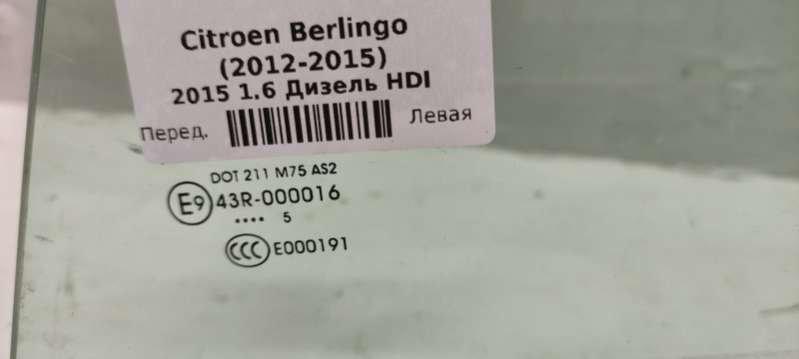 Citroen Berlingo
(2012-2015)
2015 1.6 Дизель HDI
Перед. Левая
DOT 211 M75 AS2
E9 43R-000016
.... 5
CCC E000191